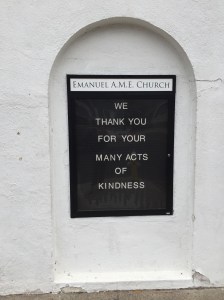 EMANUEL A.M.E. CHURCH
WE
THANK YOU
FOR YOUR
MANY ACTS
OF
KINDNESS